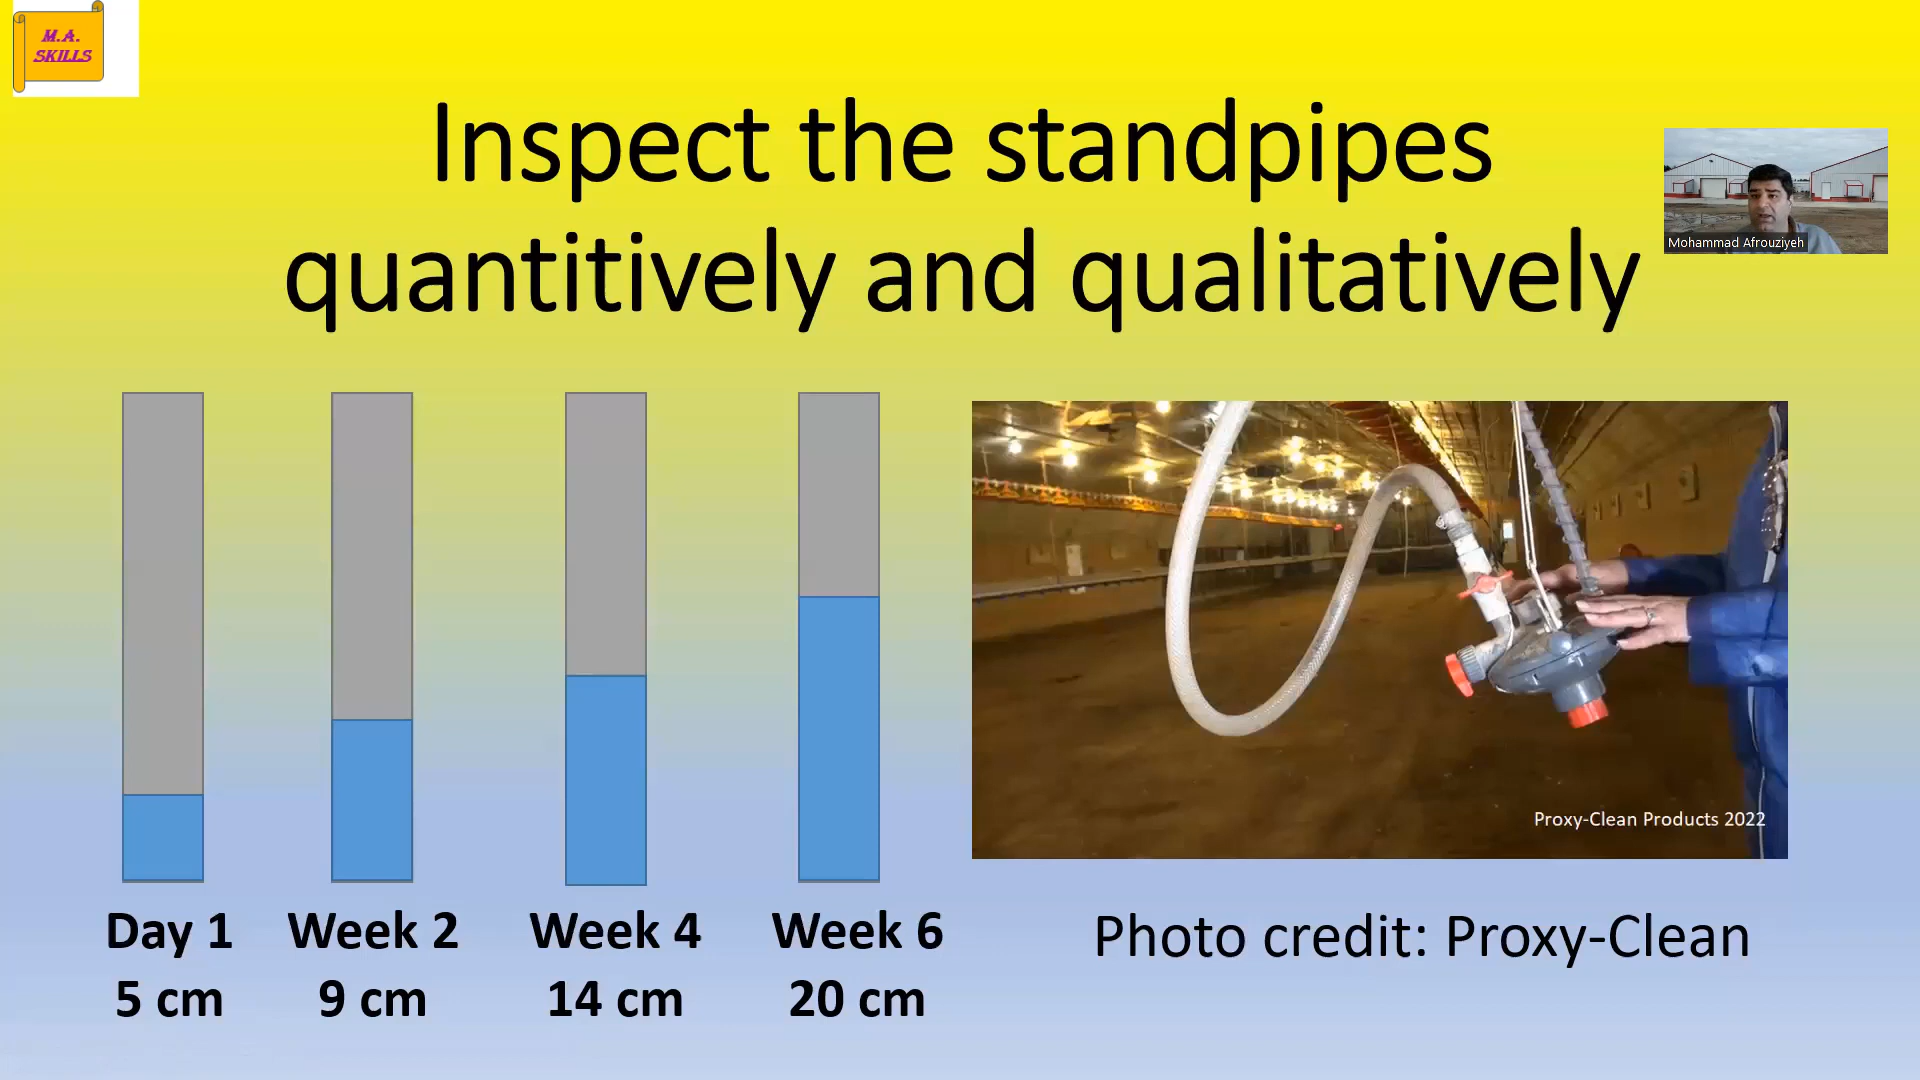 M.A.
SKILLS
Inspect the standpipes
quantitively and qualitatively
Mohammad Afrouziyeh
Proxy-Clean Products 2022
Day 1
5 cm
Week 2
9 cm
Week 4
14 cm
Week 6
20 cm
Photo credit: Proxy-Clean